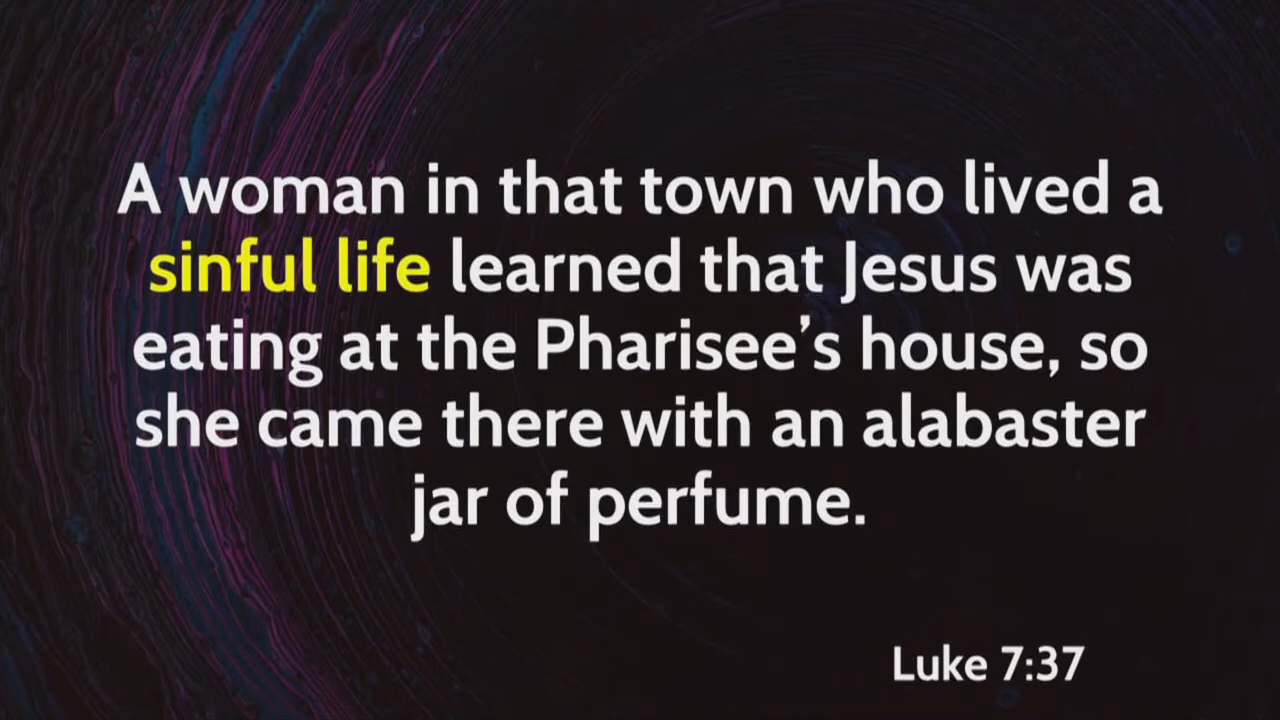 A woman in that town who lived a
sinful life learned that Jesus was
eating at the Pharisee’s house, so
she came there with an alabaster
jar of perfume.
Luke 7:37